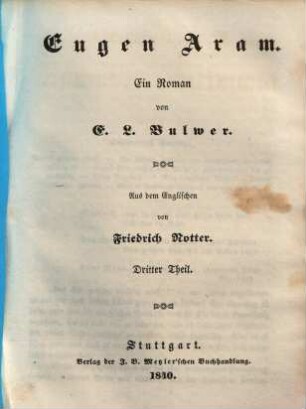 Eugen Aram.
Ein Roman
von
E. L. Bulwer.
Aus dem Englischen
von
Friedrich Notter.
Dritter Theil.
Stuttgart.
Verlag der J. B. Metzler'schen Buchhandlung.
1840.